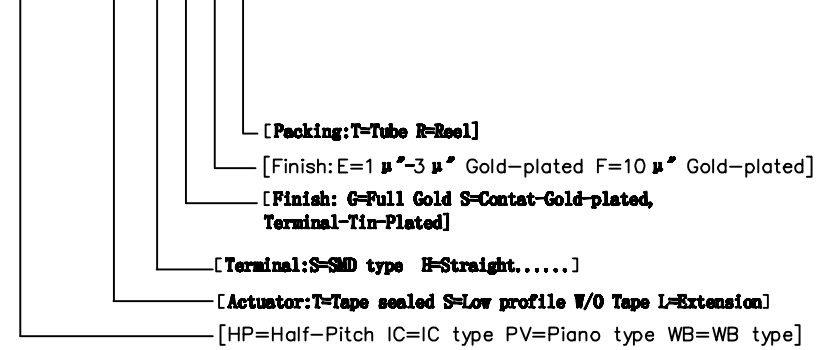 [Packing:T=Tube R=Reel]
[Finish:E=1 μ"-3 μ" Gold-plated F=10 μ" Gold-plated]
[Finish: G=Full Gold S=Contat-Gold-plated,
Terminal-Tin-Plated]
[Terminal:S=SMD type H=Straight......]
[Actuator:T=Tape sealed S=Low profile W/O Tape L=Extension]
[HP=Half-Pitch IC=IC type PV=Piano type WB=WB type]